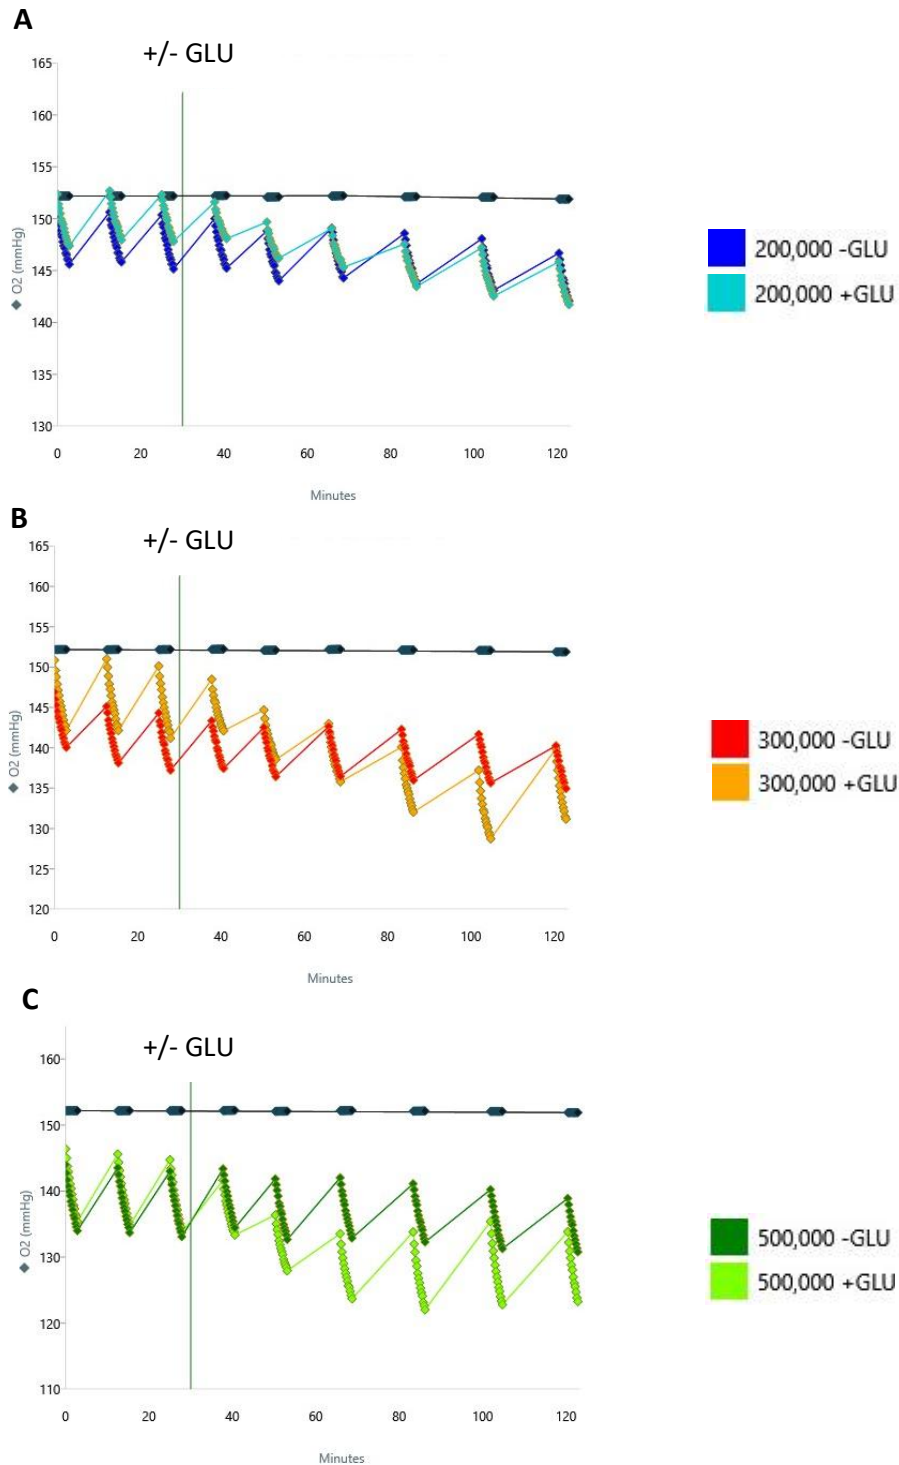 A
+/- GLU
165
160
155
150
145
140
135
130
O2 (mmHg)
0 20 40 60 80 100 120
Minutes
200,000 -GLU
200,000 +GLU
B
+/- GLU
165
160
155
150
145
140
135
130
125
120
O2 (mmHg)
0 20 40 60 80 100 120
Minutes
300,000 -GLU
300,000 +GLU
C
+/- GLU
160
150
140
130
120
110
O2 (mmHg)
0 20 40 60 80 100 120
Minutes
500,000 -GLU
500,000 +GLU